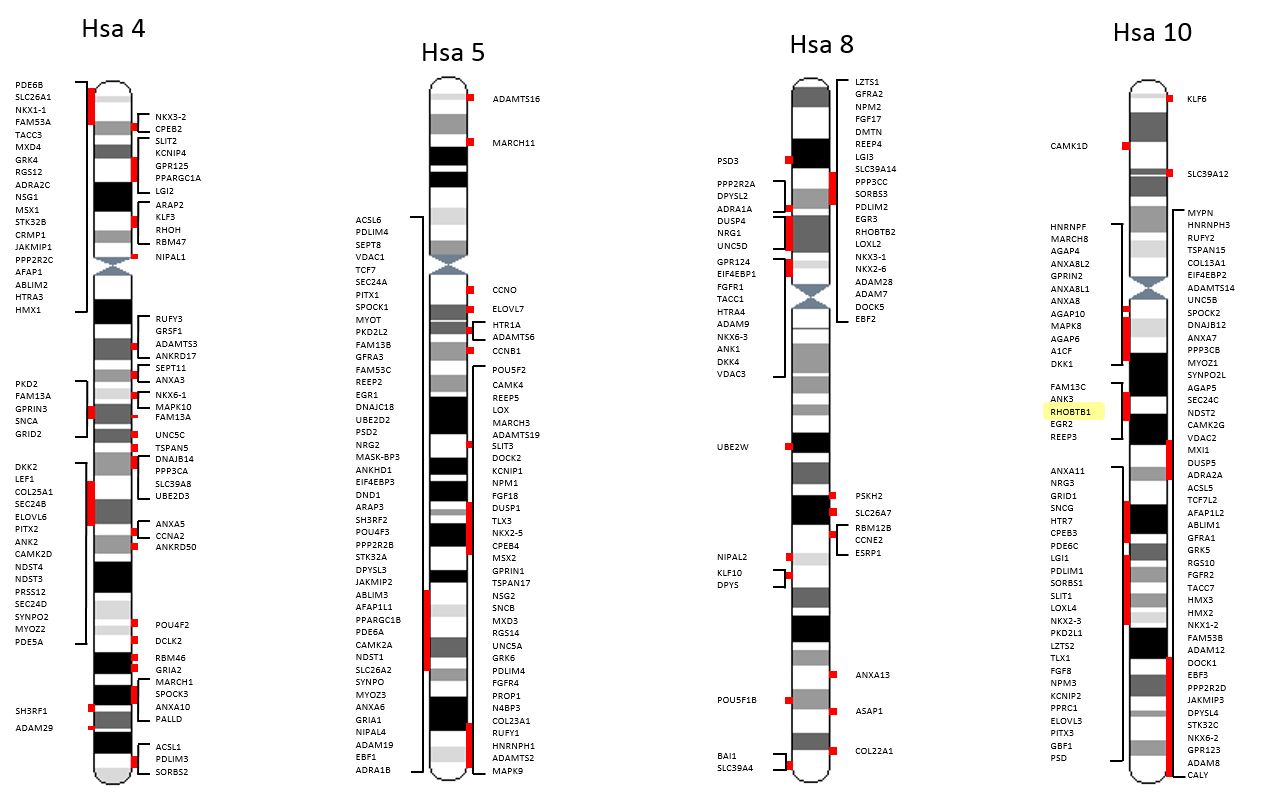 Hsa 4
PDE6B
SLC26A1
NKX1-1
FAM53A
TACC3
MXD4
GRK4
RGS12
ADRA2C
NSG1
MSX1
STK32B
CRMP1
JAKMIP1
PPP2R2C
AFAP1
ABLIM2
HTRA3
HMX1
PKD2
FAM13A
GPRIN3
SNCA
GRID2
DKK2
LEF1
COL25A1
SEC24B
ELOVL6
PITX2
ANK2
CAMK2D
NDST4
NDST3
PRSS12
SEC24D
SYNPO2
MYOZ2
PDE5A
SH3RF1
ADAM29
NKX3-2
CPEB2
SLIT2
KCNIP4
GPR125
PPARGC1A
LGI2
ARAP2
KLF3
RHOH
RBM47
NIPAL1
RUFY3
GRSF1
ADAMTS3
ANKRD17
SEPT11
ANXA3
NKX6-1
MAPK10
FAM13A
UNC5C
TSPAN5
DNAJB14
PPP3CA
SLC39A8
UBE2D3
ANXA5
CCNA2
ANKRD50
POU4F2
DCLK2
RBM46
GRIA2
MARCH1
SPOCK3
ANXA10
PALLD
ACSL1
PDLIM3
SORBS2
Hsa 5
ACSL6
PDLIM4
SEPT8
VDAC1
TCF7
SEC24A
PITX1
SPOCK1
MYOT
PKD2L2
FAM13B
GFRA3
FAM53C
REEP2
EGR1
DNAJC18
UBE2D2
PSD2
NRG2
MASK-BP3
ANKHD1
EIF4EBP3
DND1
ARAP3
SH3RF2
POU4F3
PPP2R2B
STK32A
DPYSL3
JAKMIP2
ABLIM3
AFAP1L1
PPARGC1B
PDE6A
CAMK2A
NDST1
SLC26A2
SYNPO
MYOZ3
ANXA6
GRIA1
NIPAL4
ADAM19
EBF1
ADRA1B
ADAMTS16
MARCH11
CCNO
ELOVL7
HTR1A
ADAMTS6
CCNB1
POU5F2
CAMK4
REEP5
LOX
MARCH3
ADAMTS19
SLIT3
DOCK2
KCNIP1
NPM1
FGF18
DUSP1
TLX3
NKX2-5
CPEB4
MSX2
GPRIN1
TSPAN17
NSG2
SNCB
MXD3
RGS14
UNC5A
GRK6
PDLIM4
FGFR4
PROP1
N4BP3
COL23A1
RUFY1
HNRNPH1
ADAMTS2
MAPK9
Hsa 8
PSD3
PPP2R2A
DPYSL2
ADRA1A
DUSP4
NRG1
UNC5D
GPR124
EIF4EBP1
FGFR1
TACC1
HTRA4
ADAM9
NKX6-3
ANK1
DKK4
VDAC3
UBE2W
NIPAL2
KLF10
DPYS
POU5F1B
BAI1
SLC39A4
LZTS1
GFRA2
NPM2
FGF17
DMTN
REEP4
LGI3
SLC39A14
PPP3CC
SORBS3
PDLIM2
EGR3
RHOBTB2
LOXL2
NKX3-1
NKX2-6
ADAM28
ADAM7
DOCK5
EBF2
PSKH2
SLC26A7
RBM12B
CCNE2
ESRP1
ANXA13
ASAP1
COL22A1
Hsa 10
CAMK1D
HNRNPF
MARCH8
AGAP4
ANXA8L2
GPRIN2
ANXA8L1
ANXA8
AGAP10
MAPK8
AGAP6
A1CF
DKK1
FAM13C
ANK3
RHOBTB1
EGR2
REEP3
ANXA11
NRG3
GRID1
SNCG
HTR7
CPEB3
PDE6C
LGI1
PDLIM1
SORBS1
SLIT1
LOXL4
NKX2-3
PKD2L1
LZTS2
TLX1
FGF8
NPM3
KCNIP2
PPRC1
ELOVL3
PITX3
GBF1
PSD
KLF6
SLC39A12
MYPN
HNRNPH3
RUFY2
TSPAN15
COL13A1
EIF4EBP2
ADAMTS14
UNC5B
SPOCK2
DNAJB12
ANXA7
PPP3CB
MYOZ1
SYNPO2L
AGAP5
SEC24C
NDST2
CAMK2G
VDAC2
MXI1
DUSP5
ADRA2A
ACSL5
TCF7L2
AFAP1L2
ABLIM1
GFRA1
GRK5
RGS10
FGFR2
TACC7
HMX3
HMX2
NKX1-2
FAM53B
ADAM12
DOCK1
EBF3
PPP2R2D
JAKMIP3
DPYSL4
STK32C
NKX6-2
GPR123
ADAM8
CALY